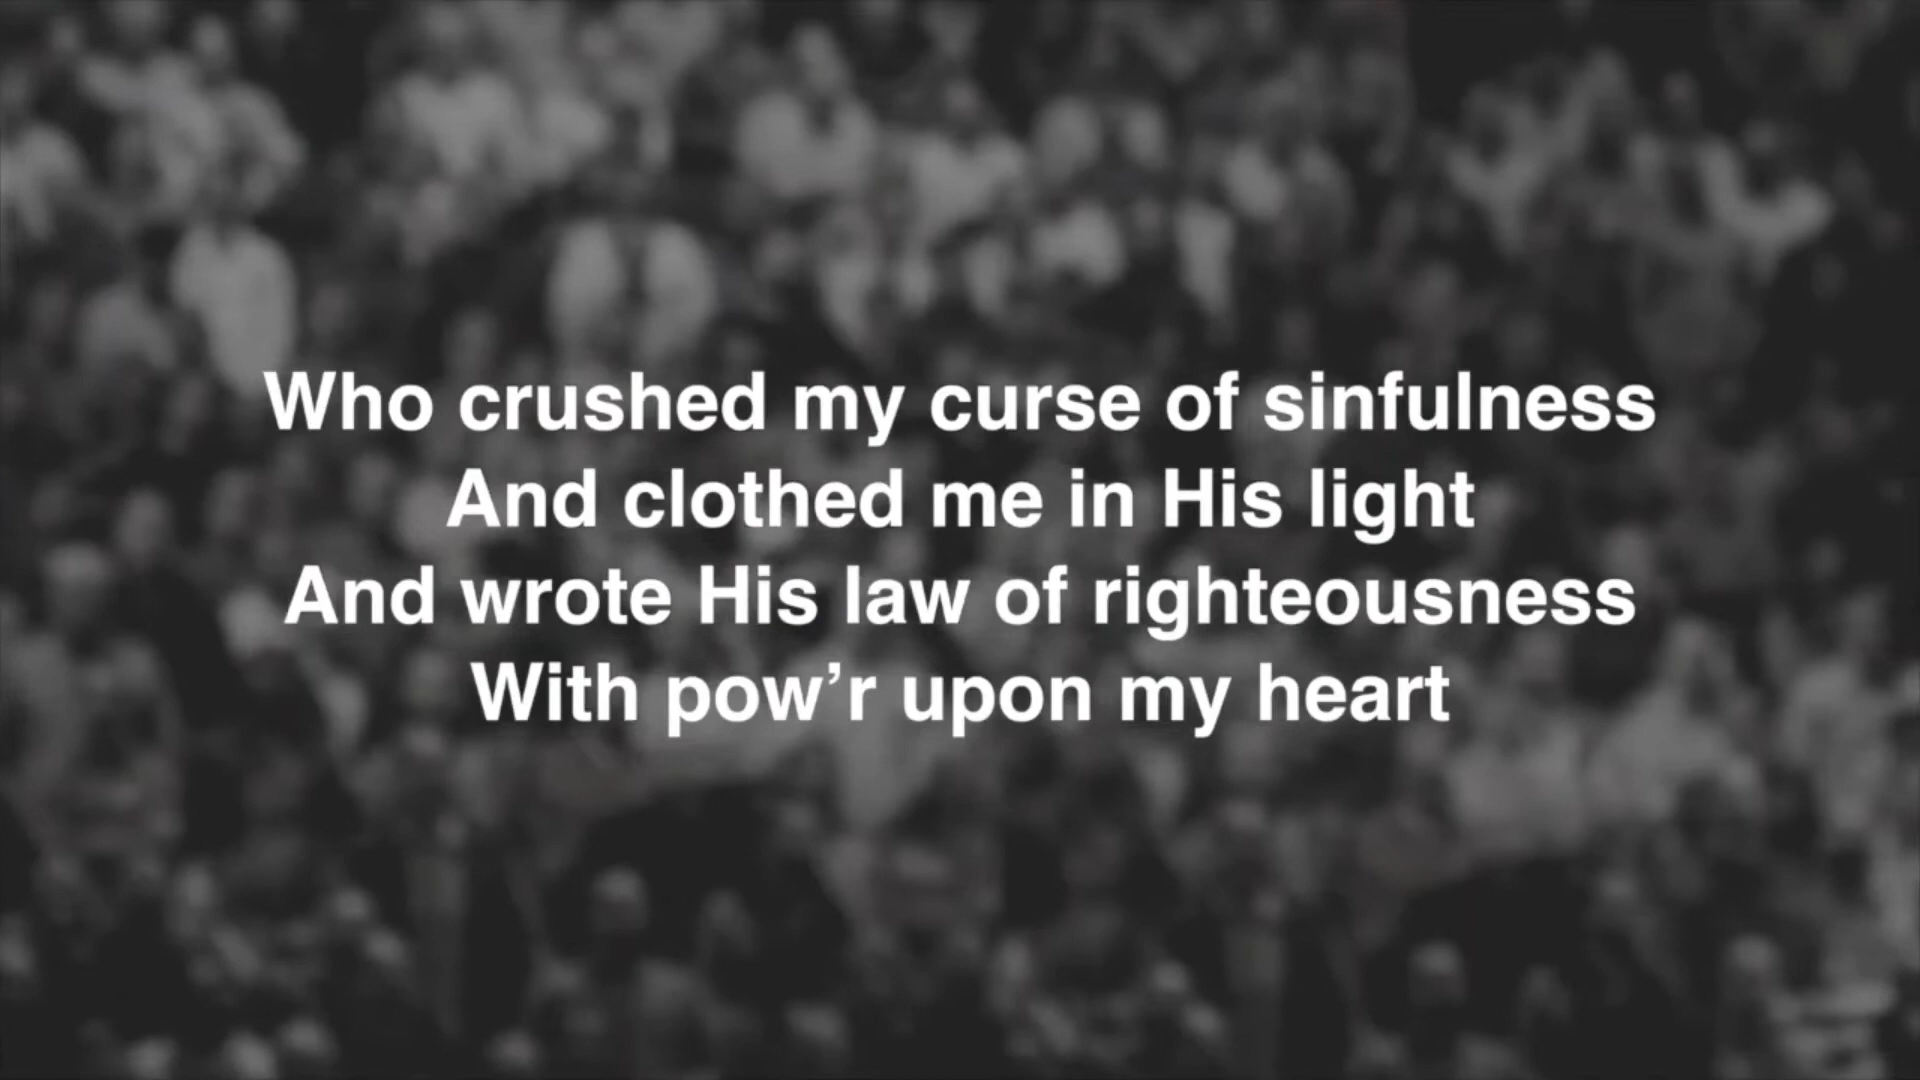 Who crushed my curse of sinfulness
And clothed me in His light
And wrote His law of righteousness
With pow’r upon my heart